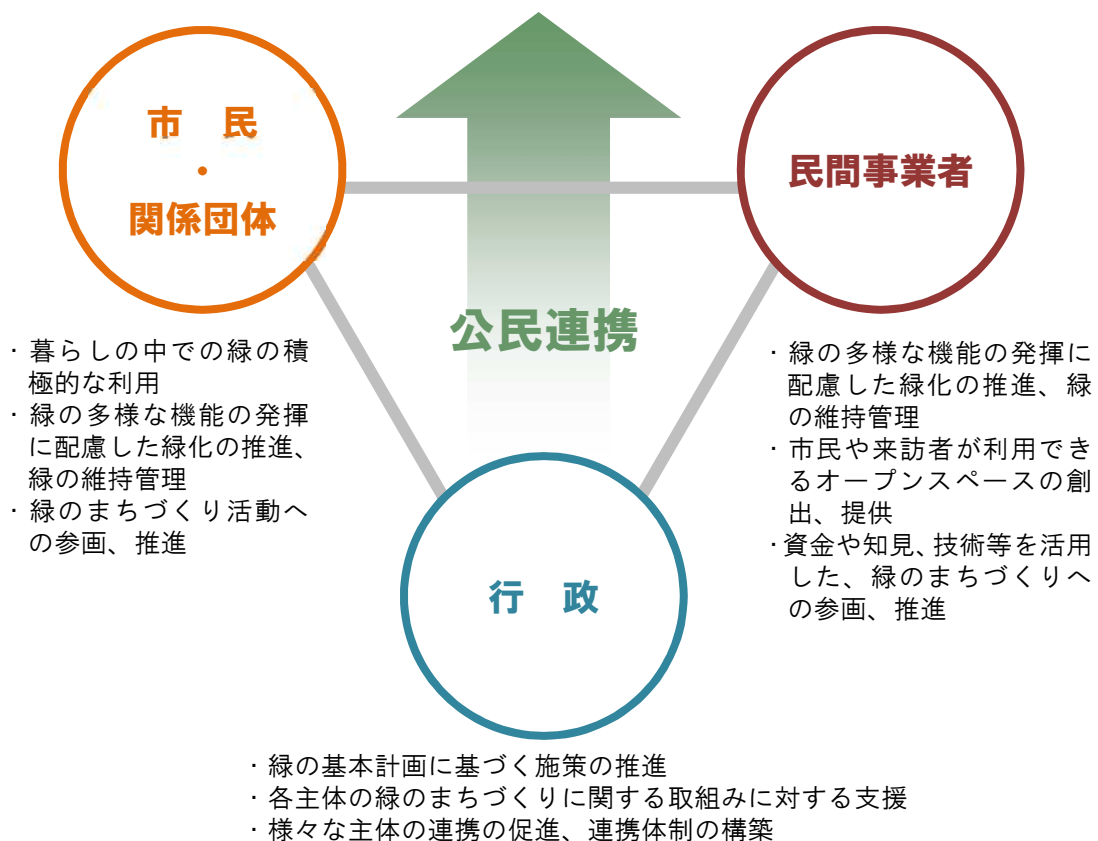 市　民
・
関係団体
民間事業者
公民連携
・暮らしの中での緑の積
極的な利用
・緑の多様な機能の発揮
に配慮した緑化の推進、
緑の維持管理
・緑のまちづくり活動へ
の参画、推進
・緑の多様な機能の発揮に
配慮した緑化の推進、緑
の維持管理
・市民や来訪者が利用でき
るオープンスペースの創
出、提供
・資金や知見、技術等を活用
した、緑のまちづくりへ
の参画、推進
行　政
・緑の基本計画に基づく施策の推進
・各主体の緑のまちづくりに関する取組みに対する支援
・様々な主体の連携の促進、連携体制の構築